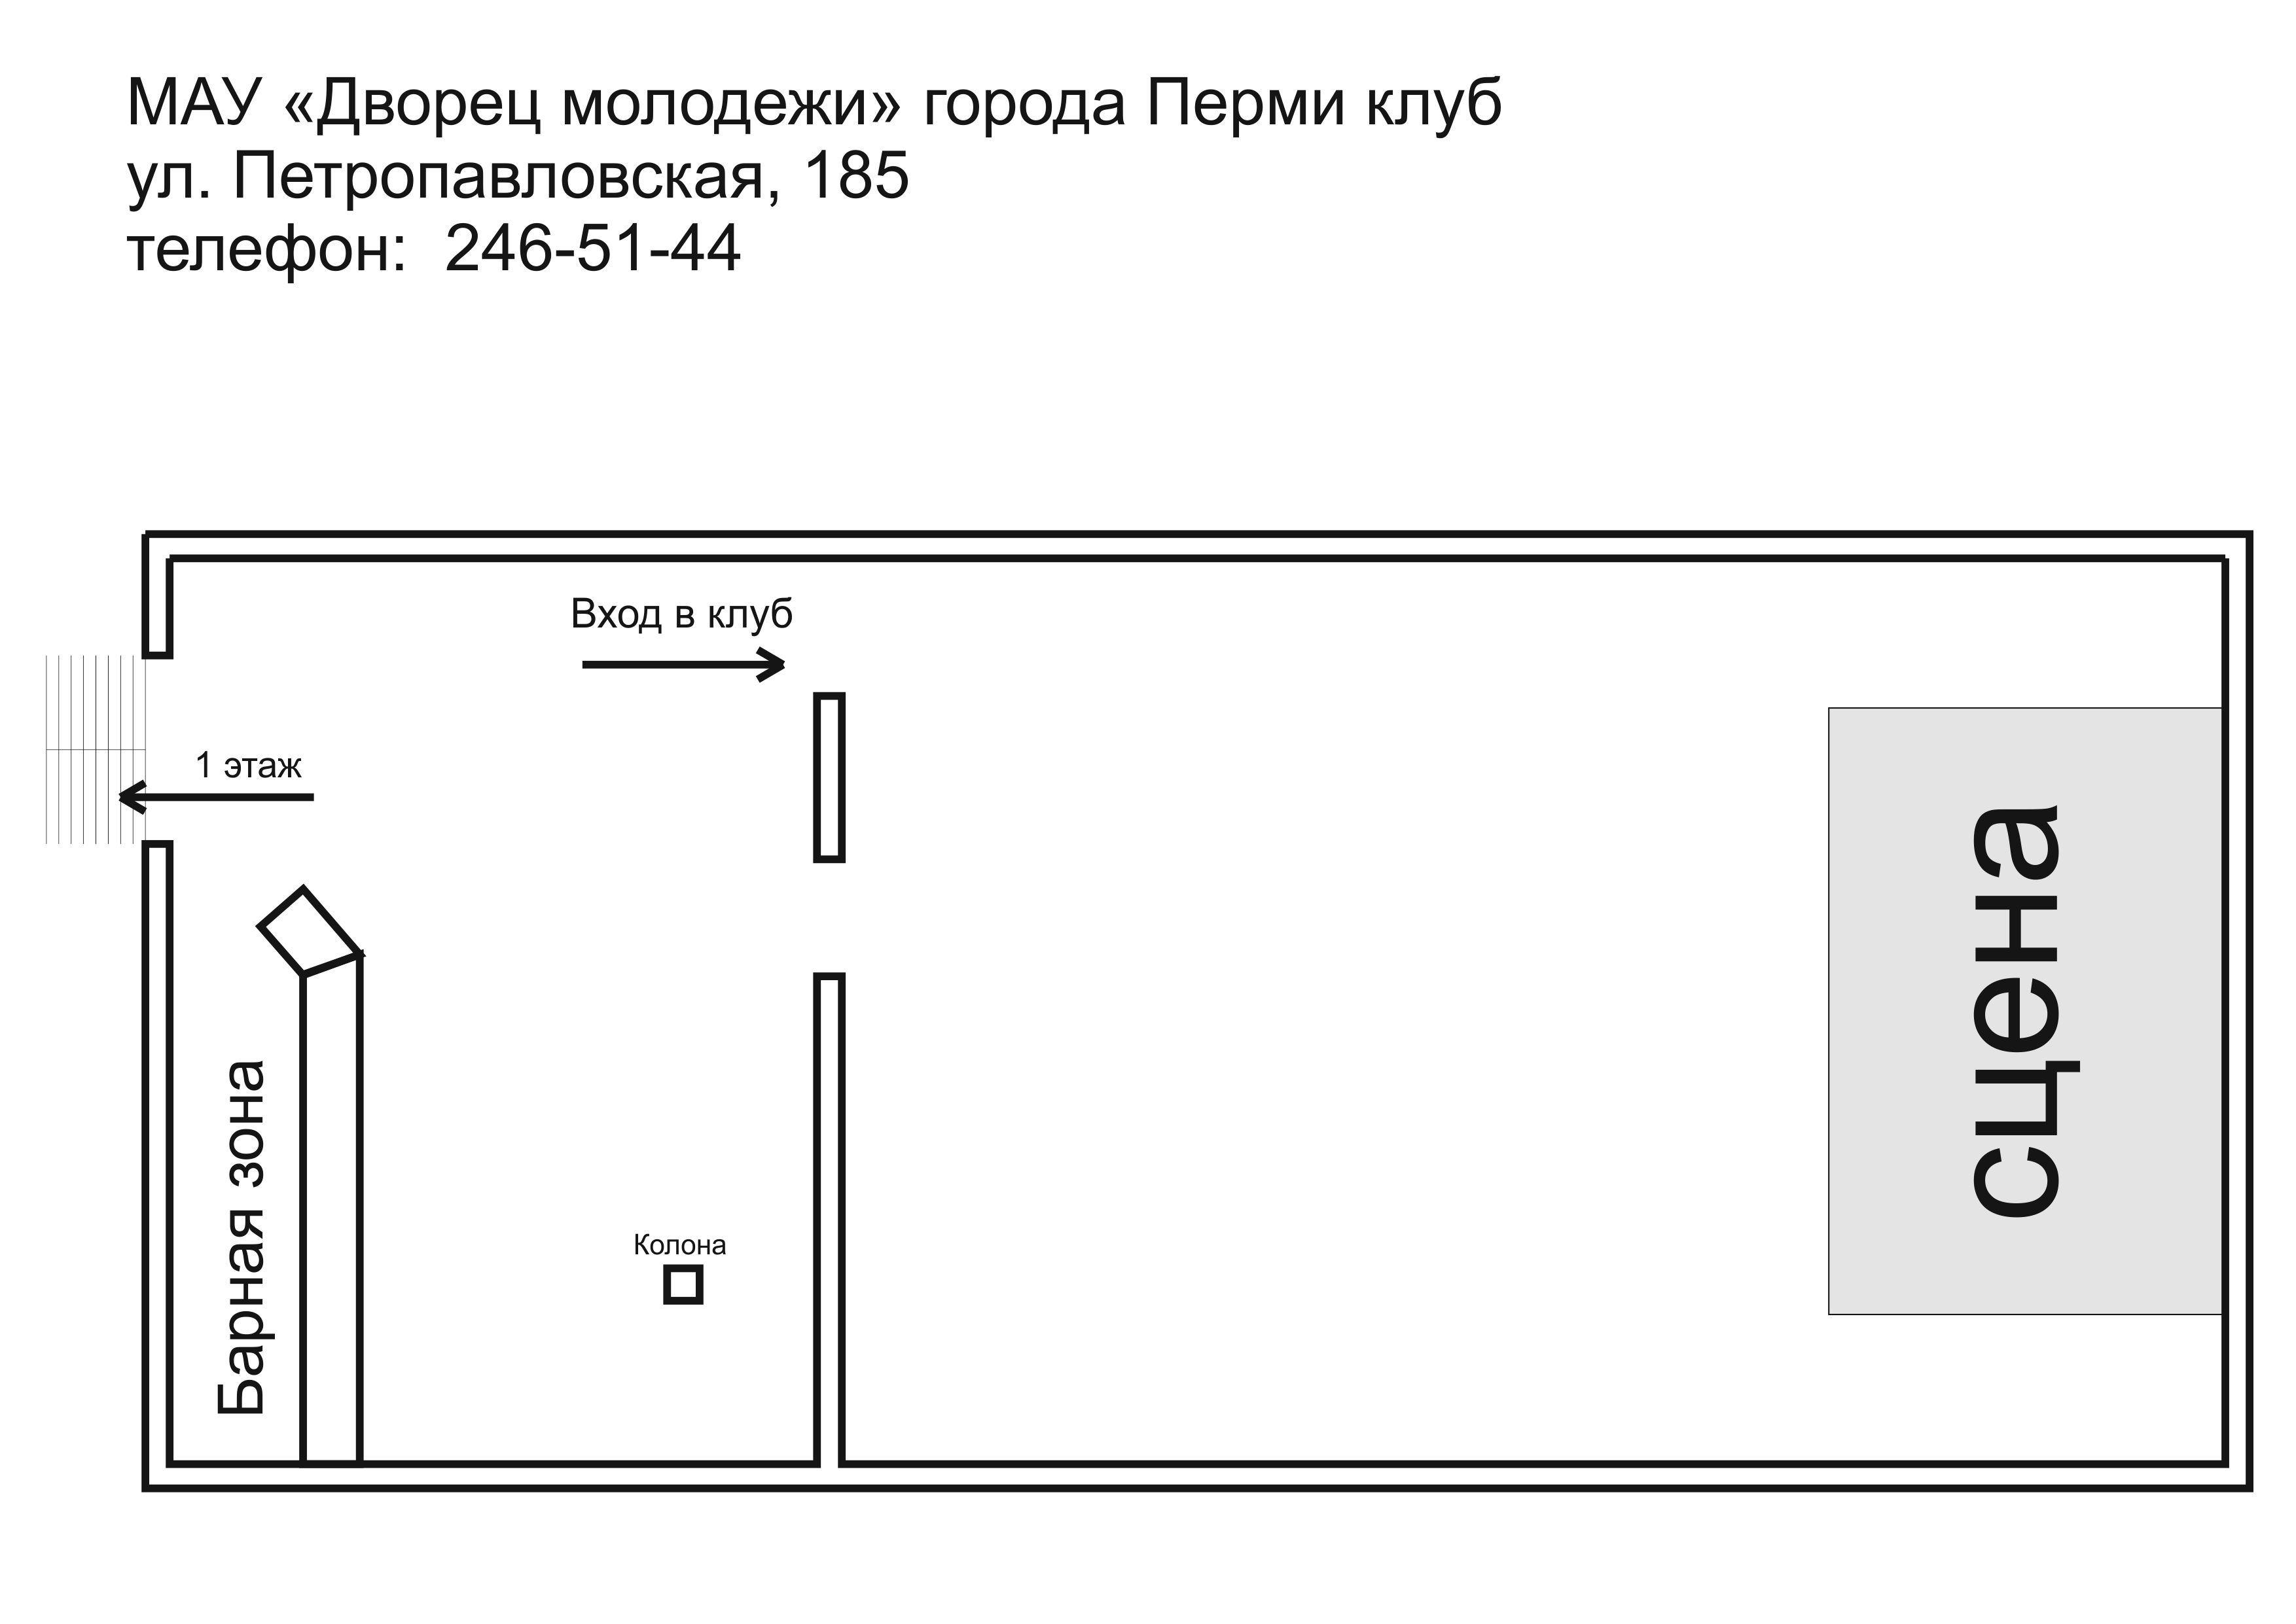 МАУ «Дворец молодежи» города Перми клуб
ул. Петропавловская, 185
телефон:  246-51-44
Вход в клуб
1 этаж
сцена
Барная зона
Колона